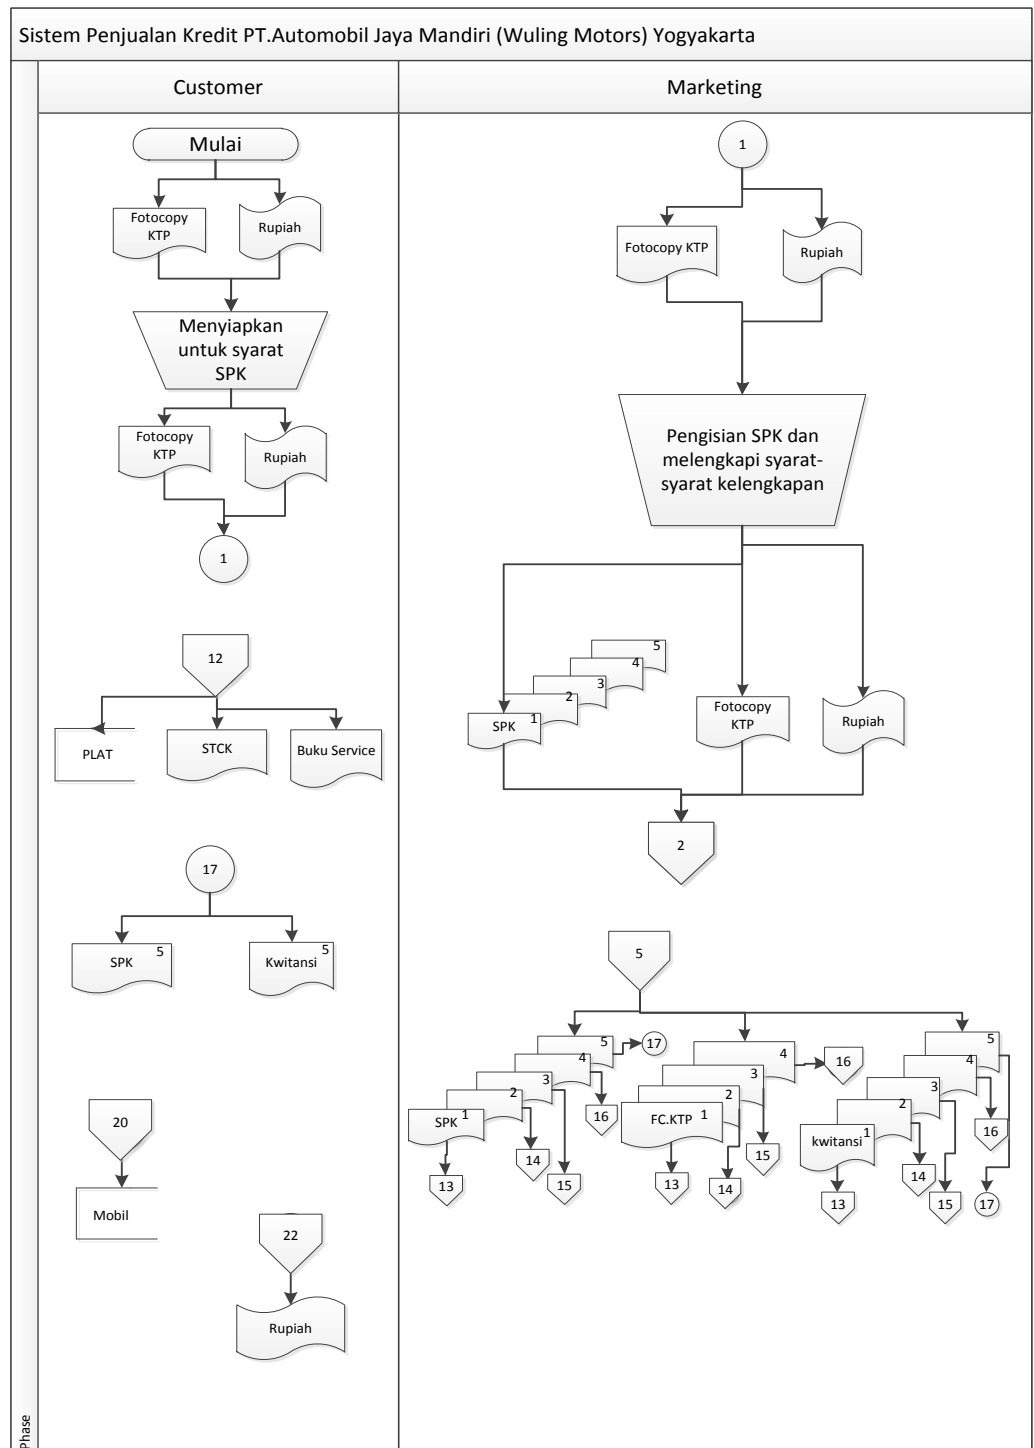 Sistem Penjualan Kredit PT.Automobil Jaya Mandiri (Wuling Motors) Yogyakarta
Customer
Marketing
Phase
Mulai
Fotocopy
KTP
Rupiah
Menyiapkan
untuk syarat
SPK
Fotocopy
KTP
Rupiah
1
12
PLAT
STCK
Buku Service
17
SPK
5
Kwitansi
5
20
Mobil
22
Rupiah
1
Fotocopy KTP
Rupiah
Pengisian SPK dan
melengkapi syarat-
syarat kelengkapan
5
4
3
2
SPK
1
Fotocopy
KTP
Rupiah
2
5
5
17
4
3
2
SPK
1
16
14
13
15
4
16
3
2
FC.KTP
1
15
13
14
5
4
3
2
kwitansi
1
16
14
13
15
17